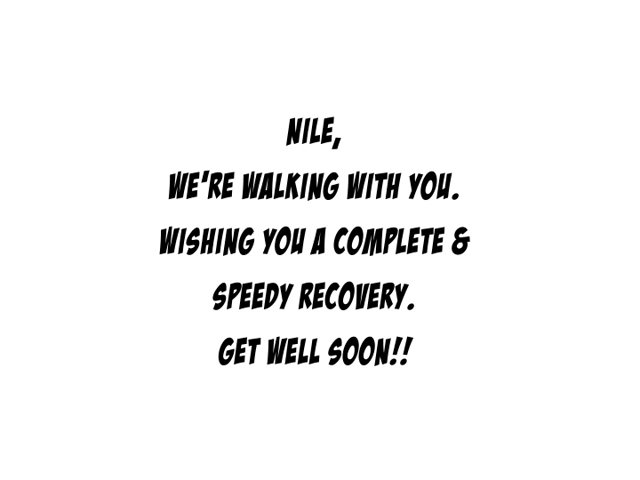 NILE,
WE'RE WALKING WITH YOU.
WISHING YOU A COMPLETE &
SPEEDY RECOVERY.
GET WELL SOON!!